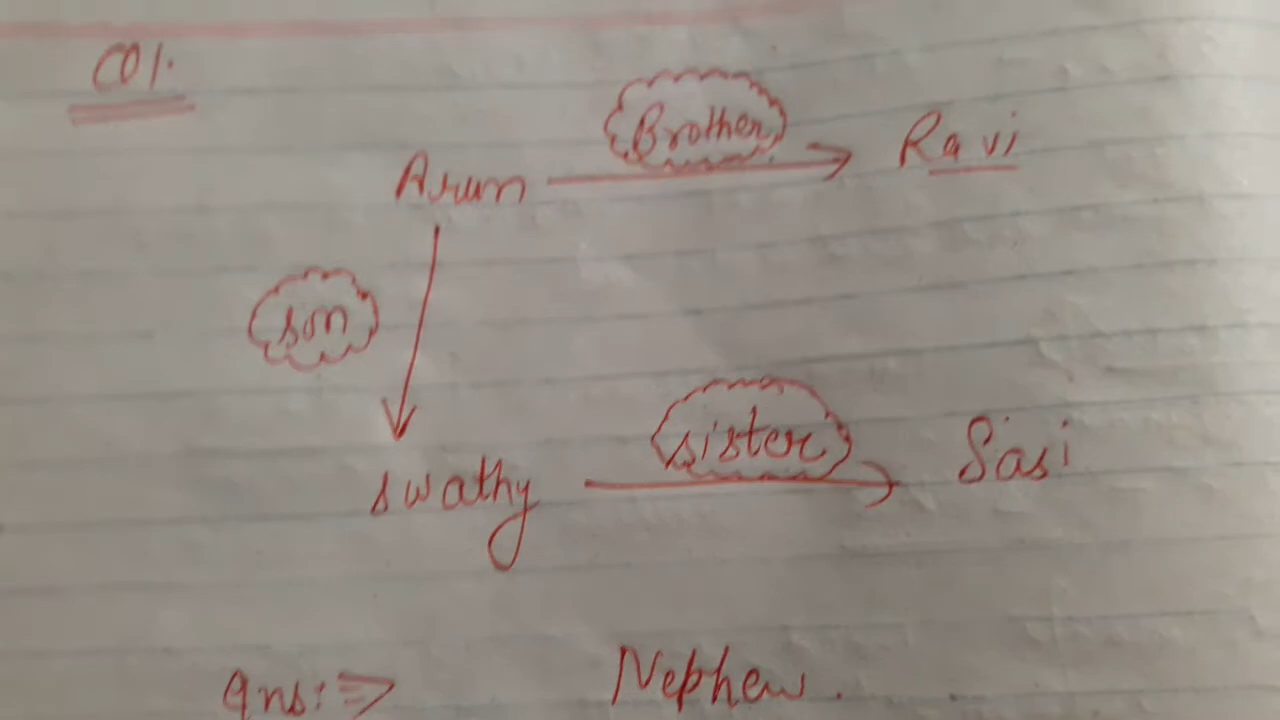 Q1.
Brother
Arun Ravi
son
sister
swathy Sasi
Ans:⇒ Nephew.